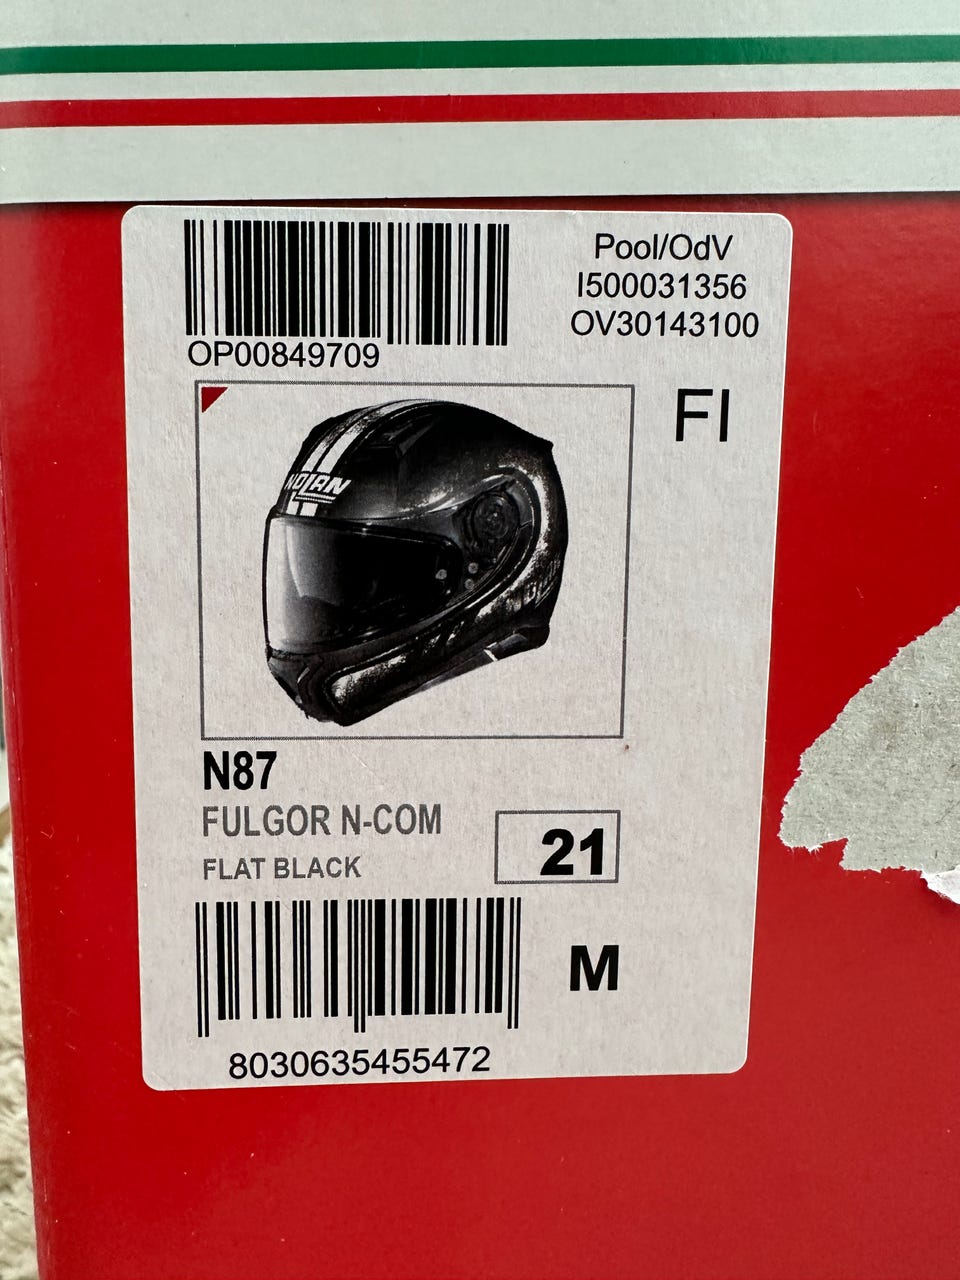 Pool/OdV
I500031356
OV30143100
OP00849709
FI
NOLAN
N87
FULGOR N-COM
FLAT BLACK
21
M
8030635455472